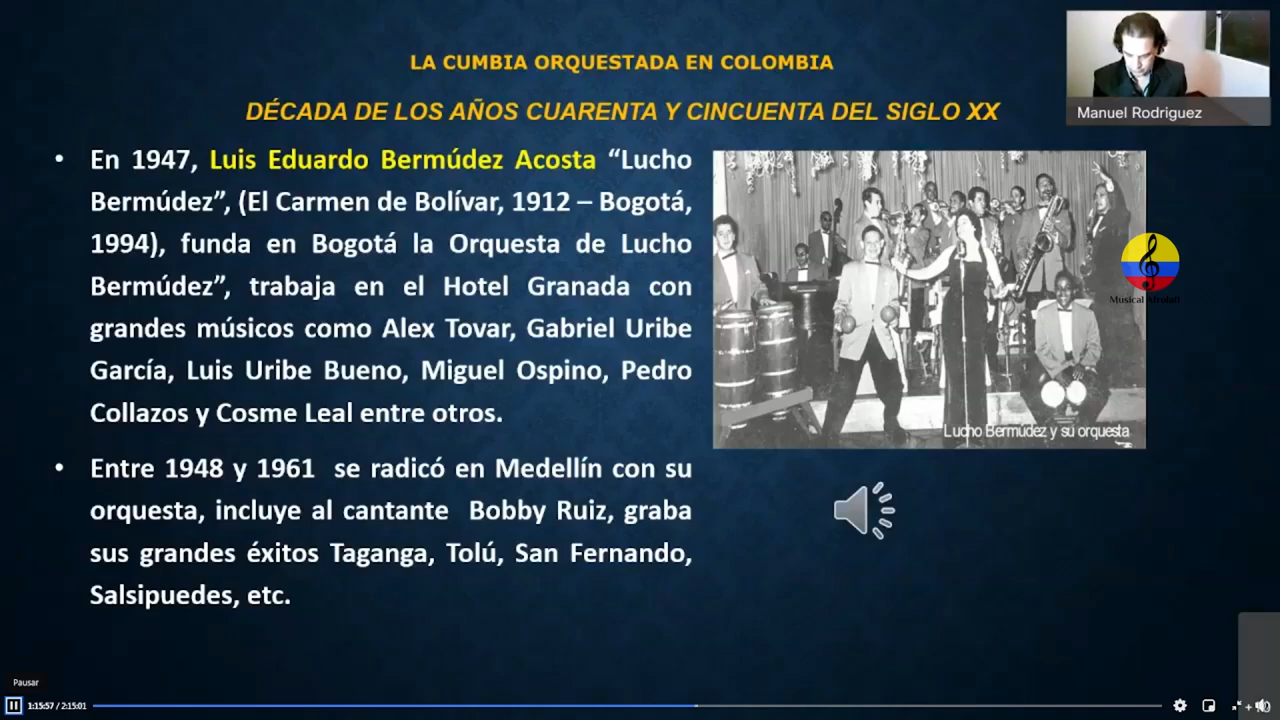 LA CUMBIA ORQUESTADA EN COLOMBIA
DÉCADA DE LOS AÑOS CUARENTA Y CINCUENTA DEL SIGLO XX
Manuel Rodriguez
• En 1947, Luis Eduardo Bermúdez Acosta “Lucho
Bermúdez”, (El Carmen de Bolívar, 1912 – Bogotá,
1994), funda en Bogotá la Orquesta de Lucho
Bermúdez”, trabaja en el Hotel Granada con
grandes músicos como Alex Tovar, Gabriel Uribe
García, Luis Uribe Bueno, Miguel Ospino, Pedro
Collazos y Cosme Leal entre otros.
• Entre 1948 y 1961 se radicó en Medellín con su
orquesta, incluye al cantante Bobby Ruiz, graba
sus grandes éxitos Taganga, Tolú, San Fernando,
Salsipuedes, etc.
Musical Afrolatt
Lucho Bermúdez y su orquesta
Pausar
1:15:57 / 2:15:01